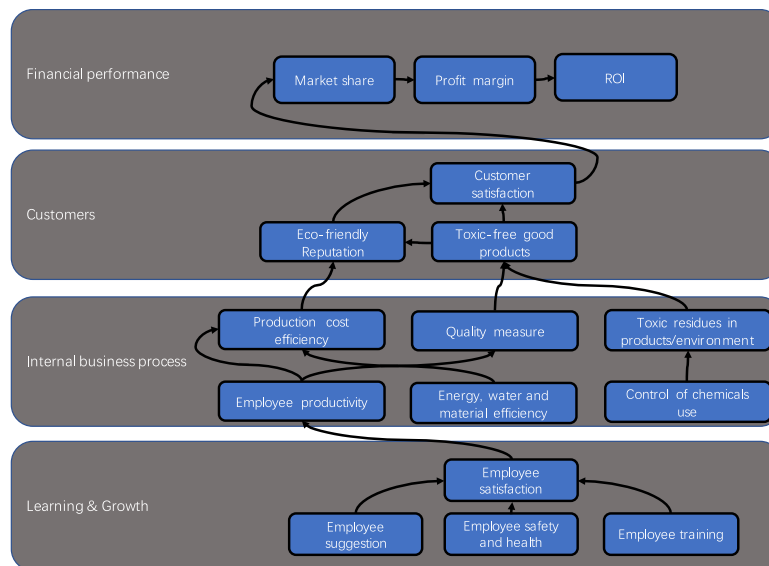 Financial performance
Market share
Profit margin
ROI
Customers
Customer
satisfaction
Eco-friendly
Reputation
Toxic-free good
products
Internal business process
Production cost
efficiency
Quality measure
Toxic residues in
products/environment
Employee productivity
Energy, water and
material efficiency
Control of chemicals
use
Learning & Growth
Employee
satisfaction
Employee
suggestion
Employee safety
and health
Employee training